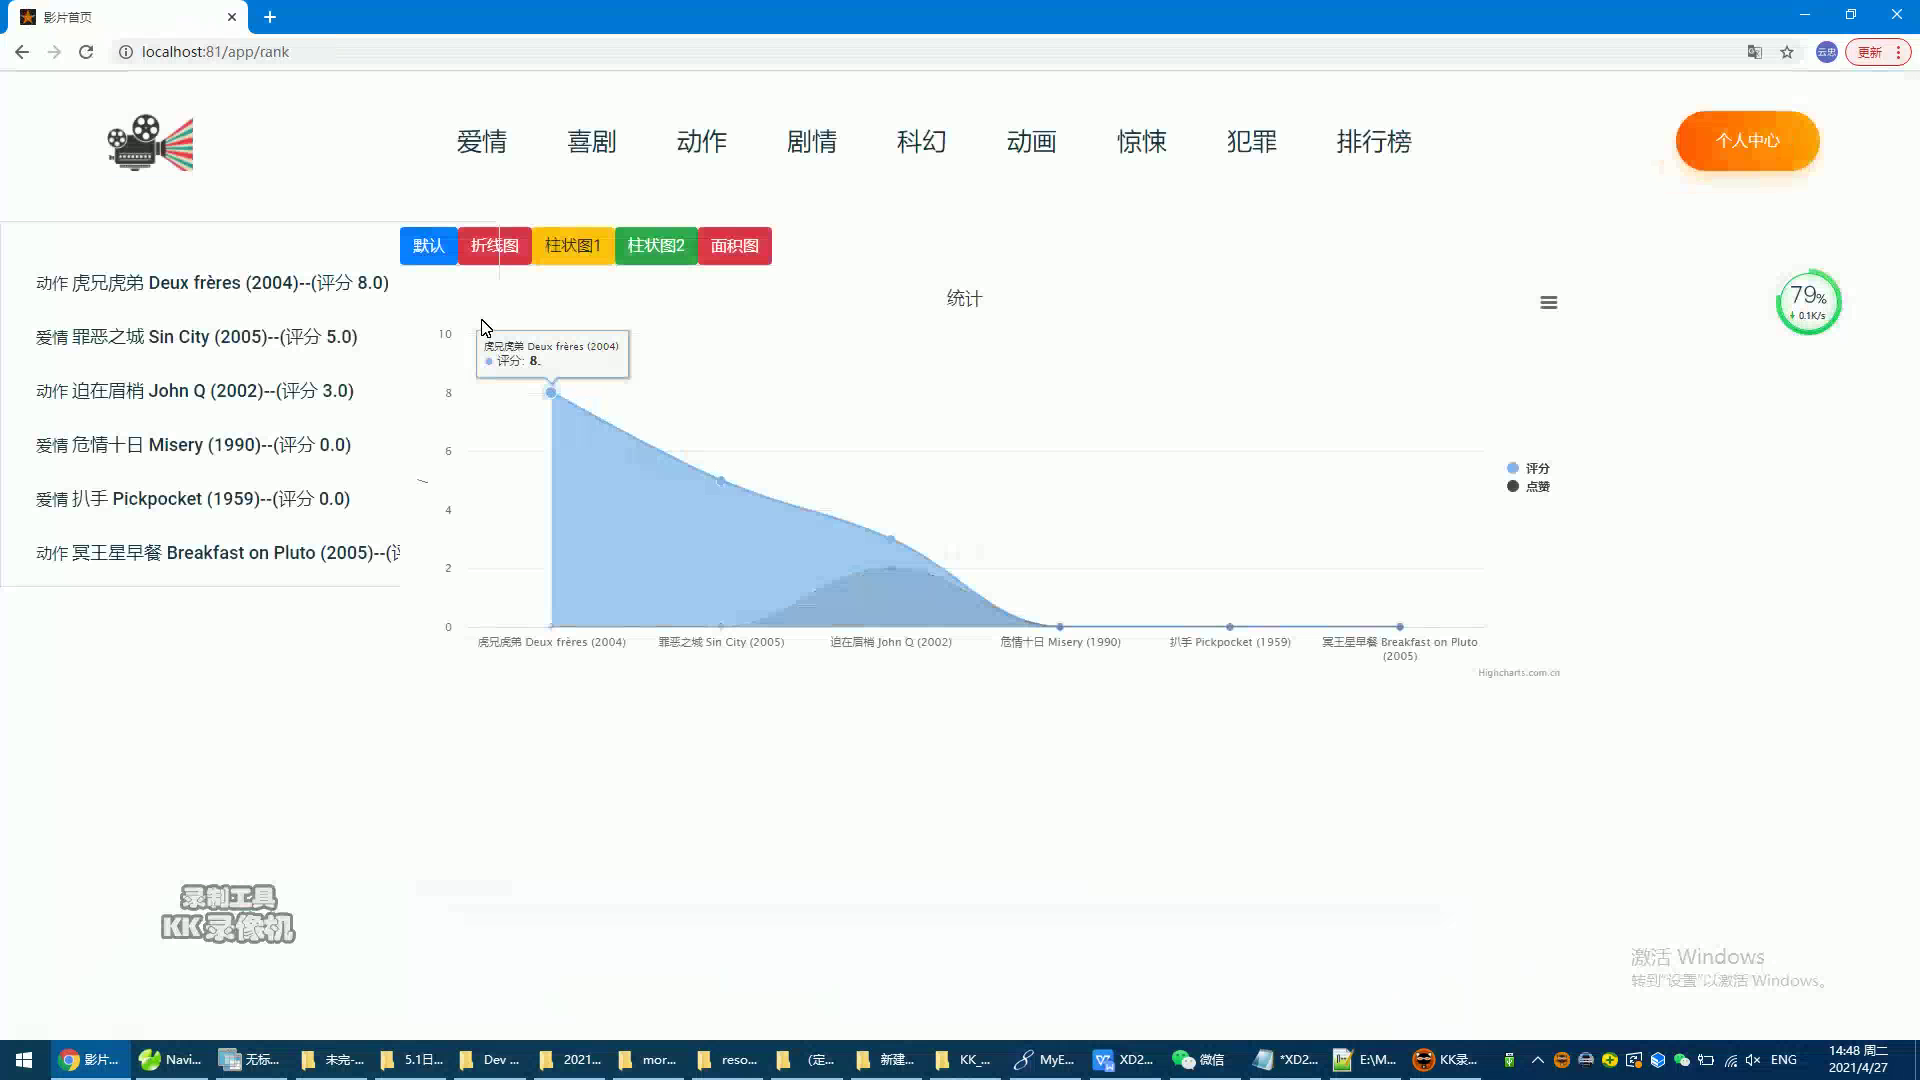 影片首页
localhost:81/app/rank
云忠
更新
爱情 喜剧 动作 剧情 科幻 动画 惊悚 犯罪 排行榜
个人中心
默认 折线图 柱状图1 柱状图2 面积图
动作 虎兄虎弟 Deux frères (2004)--(评分 8.0)
爱情 罪恶之城 Sin City (2005)--(评分 5.0)
动作 迫在眉梢 John Q (2002)--(评分 3.0)
爱情 危情十日 Misery (1990)--(评分 0.0)
爱情 扒手 Pickpocket (1959)--(评分 0.0)
动作 冥王星早餐 Breakfast on Pluto (2005)--(评
统计
79%
0.1K/s
10
8
6
4
2
0
虎兄虎弟 Deux frères (2004)
评分: 8.
评分
点赞
虎兄虎弟 Deux frères (2004)
罪恶之城 Sin City (2005)
迫在眉梢 John Q (2002)
危情十日 Misery (1990)
扒手 Pickpocket (1959)
冥王星早餐 Breakfast on Pluto
(2005)
Highcharts.com.cn
录制工具
KK录像机
激活 Windows
转到“设置”以激活 Windows。
影片... Navi... 无标... 未完-... 5.1日... Dev ... 2021... mor... reso... (定... 新建... KK_... MyE... XD2... 微信 *XD2... E:\M... KK录... ENG
14:48 周二
2021/4/27